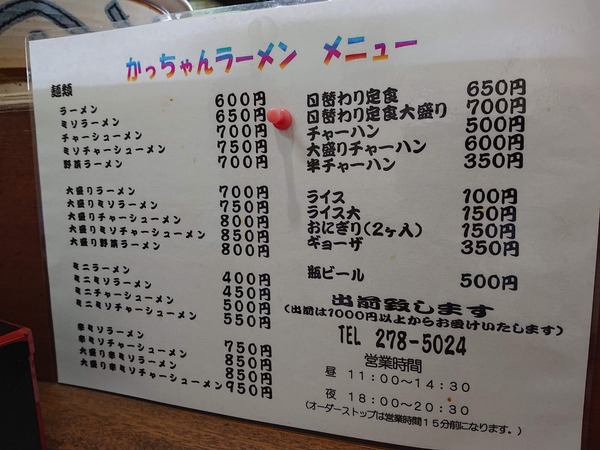 かっちゃんラーメン メニュー
麺類
ラーメン 600円
ミソラーメン 650円
チャーシューメン 700円
ミソチャーシューメン 750円
野菜ラーメン 700円
大盛りラーメン 700円
大盛りミソラーメン 750円
大盛りチャーシューメン 800円
大盛りミソチャーシューメン 850円
大盛り野菜ラーメン 800円
ミニラーメン 400円
ミニミソラーメン 450円
ミニチャーシューメン 500円
ミニミソチャーシューメン 550円
辛ミソラーメン 750円
辛ミソチャーシューメン 850円
大盛り辛ミソラーメン 850円
大盛り辛ミソチャーシューメン 950円
日替わり定食 650円
日替わり定食大盛り 700円
チャーハン 500円
大盛りチャーハン 600円
半チャーハン 350円
ライス 100円
ライス大 150円
おにぎり(2ヶ入) 150円
ギョーザ 350円
瓶ビール 500円
出前致します
(出前は1000円以上からお受けいたします)
TEL 278-5024
営業時間
昼 11:00～14:30
夜 18:00～20:30
(オーダーストップは営業時間15分前になります。)